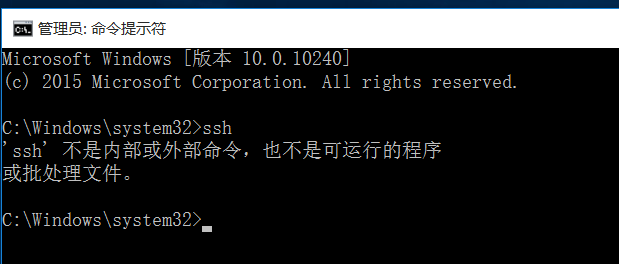 管理员: 命令提示符
Microsoft Windows [版本 10.0.10240]
(c) 2015 Microsoft Corporation. All rights reserved.
C:\Windows\system32>ssh
'ssh' 不是内部或外部命令，也不是可运行的程序
或批处理文件。
C:\Windows\system32>